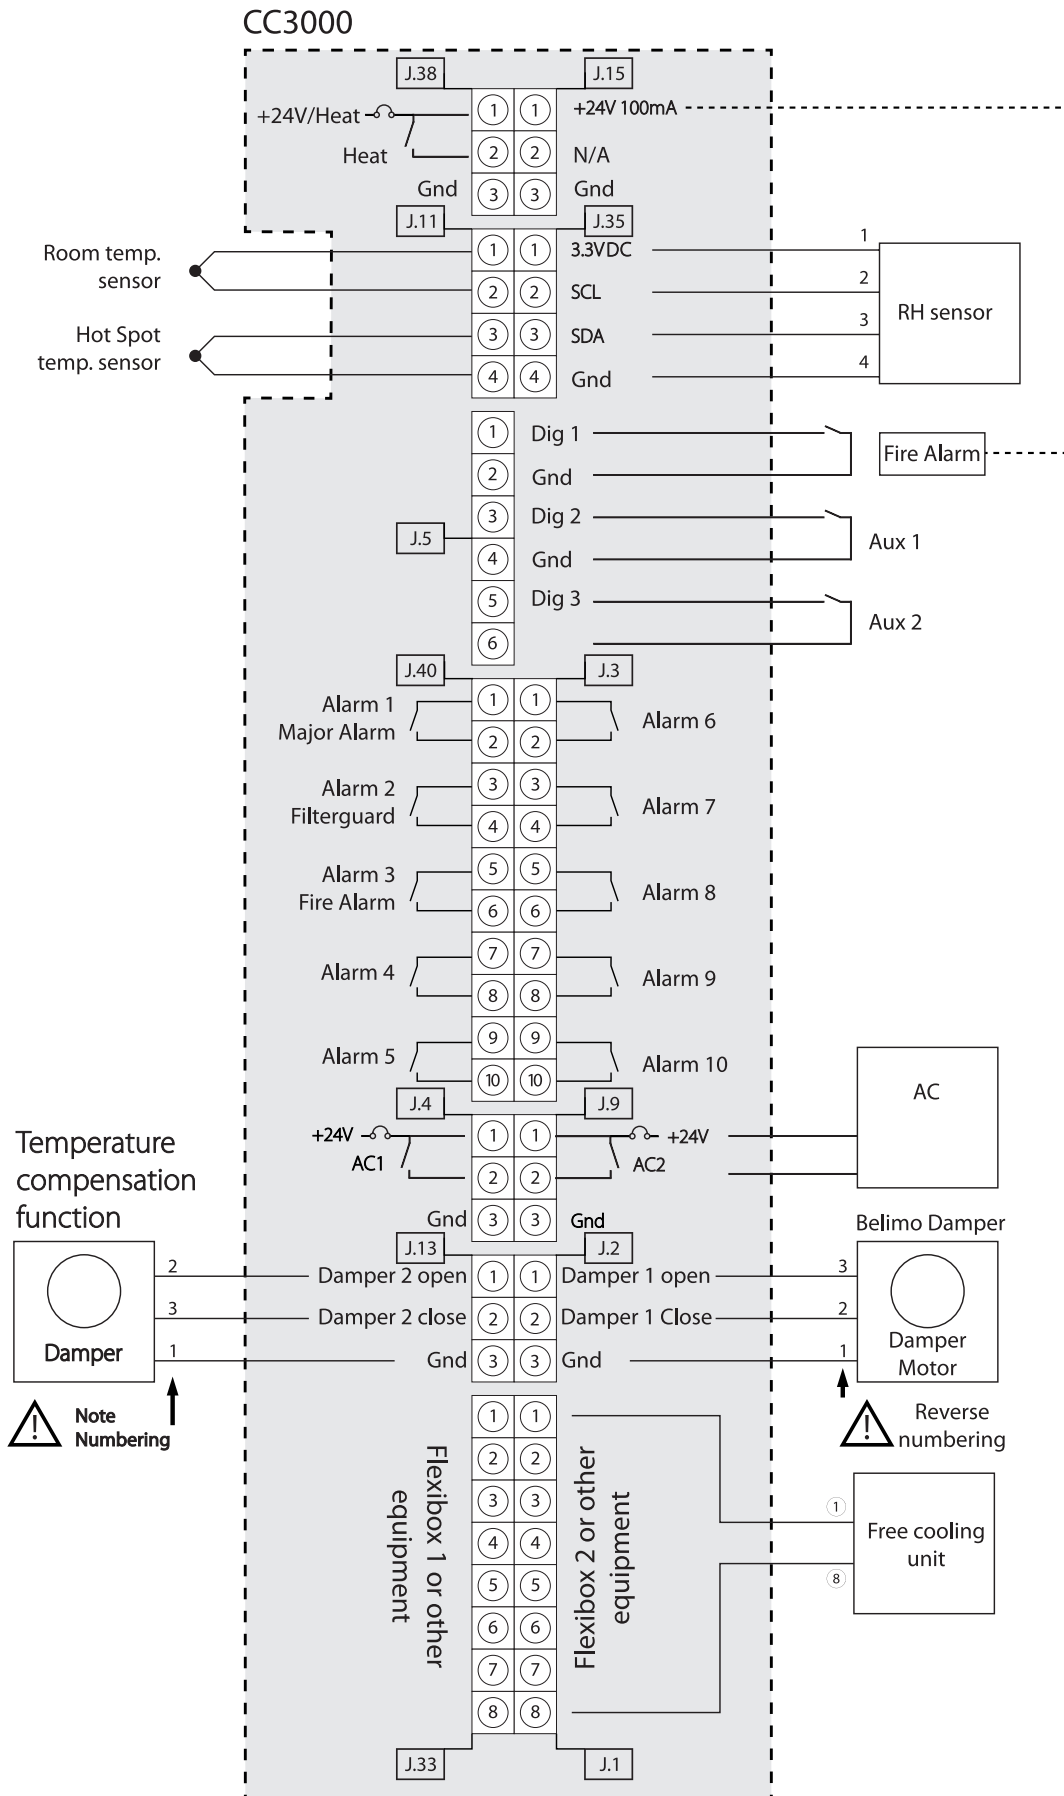 CC3000
J.38
J.15
+24V/Heat
1
1
+24V 100mA
Heat
2
2
N/A
Gnd
3
3
Gnd
J.11
J.35
Room temp.
sensor
1
1
3.3VDC
1
2
2
SCL
2
RH sensor
Hot Spot
temp. sensor
3
3
SDA
3
4
4
Gnd
4
1
Dig 1
Fire Alarm
2
Gnd
J.5
3
Dig 2
Aux 1
4
Gnd
5
Dig 3
Aux 2
6
J.40
J.3
Alarm 1
Major Alarm
1
1
2
2
Alarm 6
Alarm 2
Filterguard
3
3
4
4
Alarm 7
Alarm 3
Fire Alarm
5
5
6
6
Alarm 8
Alarm 4
7
7
8
8
Alarm 9
Alarm 5
9
9
10
10
Alarm 10
J.4
J.9
+24V
1
1
+24V
AC
AC1
2
2
AC2
Gnd
3
3
Gnd
Temperature
compensation
function
J.13
J.2
Belimo Damper
2
Damper 2 open
1
1
Damper 1 open
3
3
Damper 2 close
2
2
Damper 1 Close
2
Damper
1
Gnd
3
3
Gnd
1
Damper
Motor
Note
Numbering
Reverse
numbering
Flexibox 1 or other
equipment
1
1
2
2
3
3
4
4
5
5
6
6
7
7
8
8
Flexibox 2 or other
equipment
1
8
Free cooling
unit
J.33
J.1